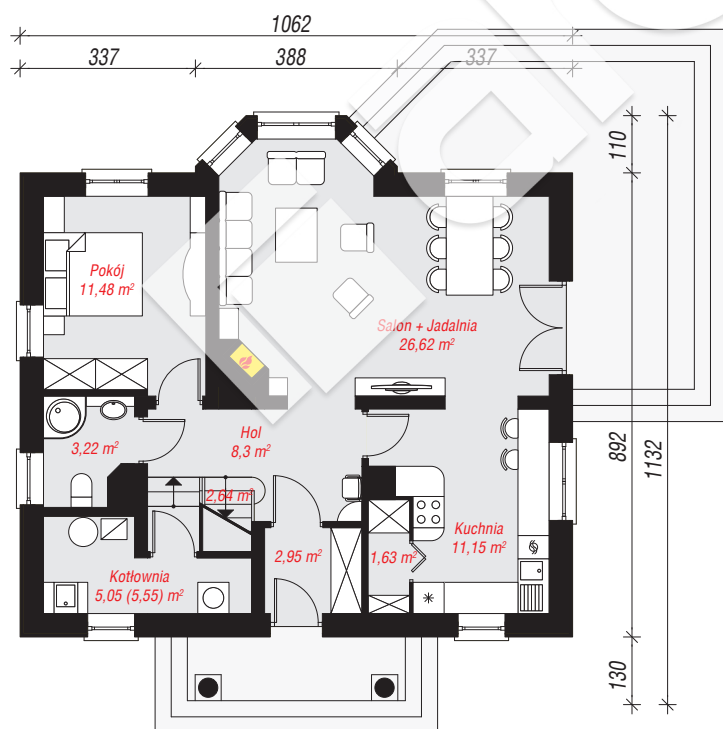 1062
337 388 337
110
Pokój
11,48 m²
Salon + Jadalnia
26,62 m²
Hol
8,3 m²
3,22 m²
892
1132
2,64 m²
Kuchnia
11,15 m²
2,95 m²
1,63 m²
Kotłownia
5,05 (5,55) m²
130